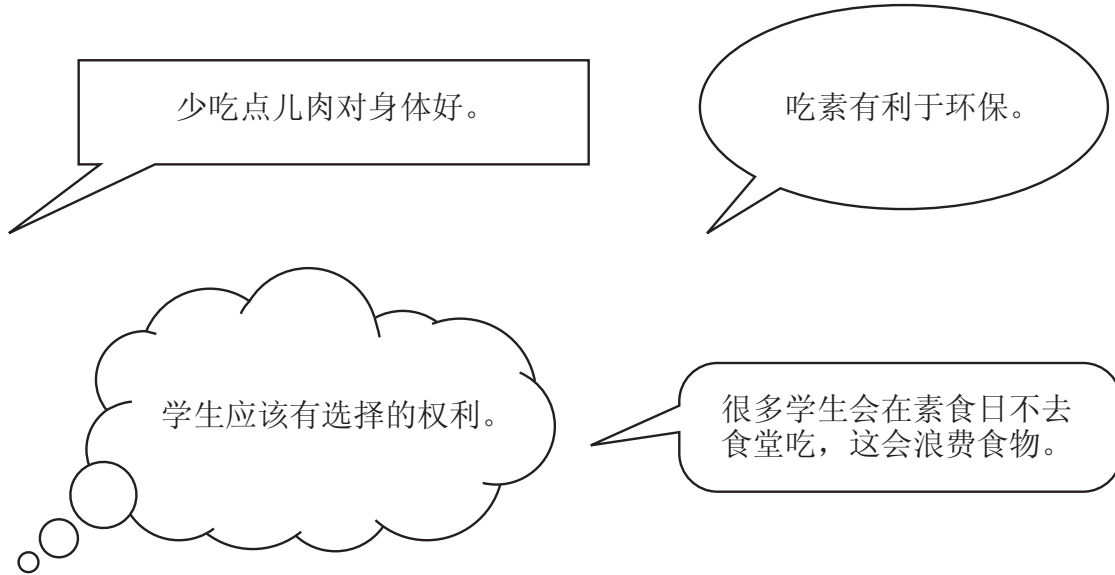 少吃点儿肉对身体好。
吃素有利于环保。
学生应该有选择的权利。
很多学生会在素食日不去
食堂吃，这会浪费食物。